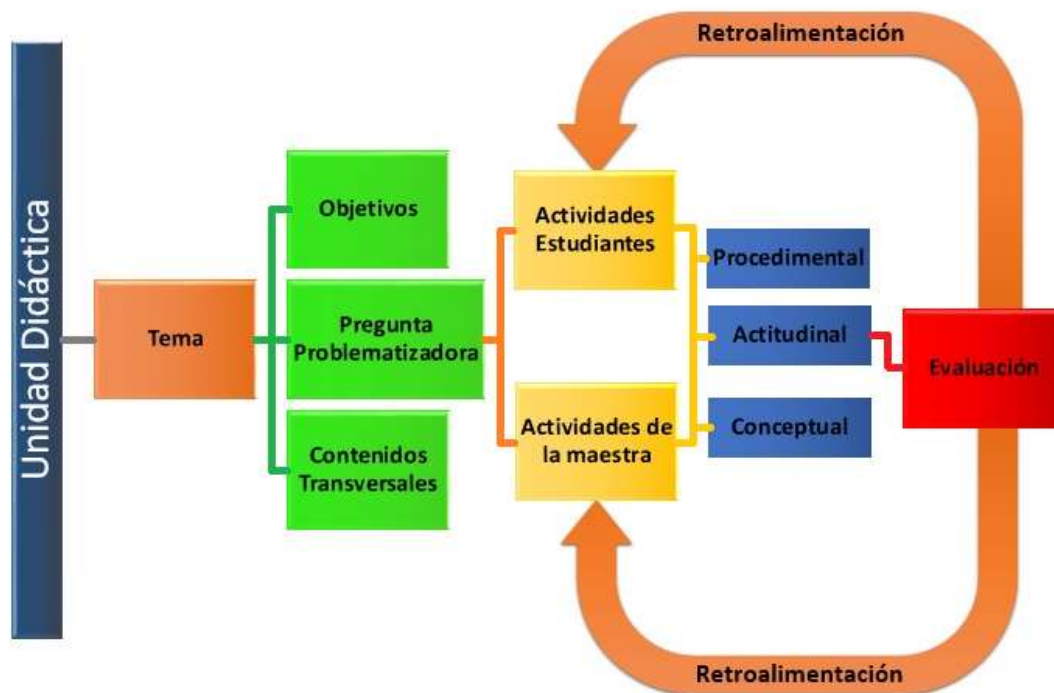 Unidad Didáctica
Tema
Objetivos
Pregunta
Problematizadora
Contenidos
Transversales
Retroalimentación
Actividades
Estudiantes
Actividades de
la maestra
Procedimental
Actitudinal
Conceptual
Evaluación
Retroalimentación